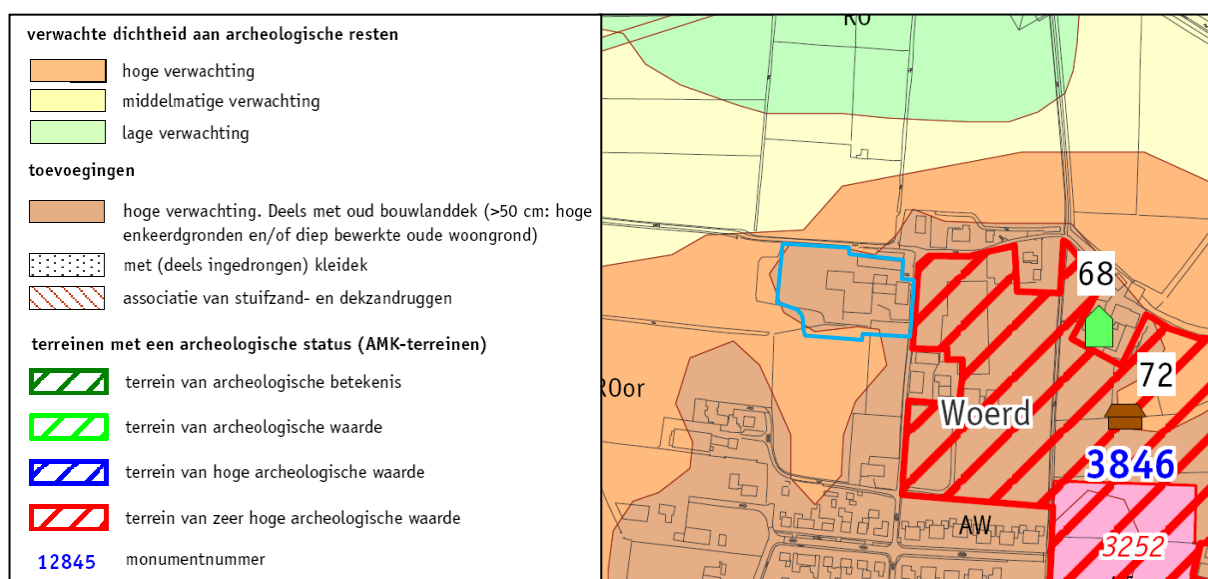 verwachte dichtheid aan archeologische resten
hoge verwachting
middelmatige verwachting
lage verwachting
toevoegingen
hoge verwachting. Deels met oud bouwlanddek (>50 cm: hoge
enkeerdgronden en/of diep bewerkte oude woongrond)
met (deels ingedrongen) kleidek
associatie van stuifzand- en dekzandruggen
terreinen met een archeologische status (AMK-terreinen)
terrein van archeologische betekenis
terrein van archeologische waarde
terrein van hoge archeologische waarde
terrein van zeer hoge archeologische waarde
12845 monumentnummer
RO
68
72
ROor
Woerd
3846
AW
3252